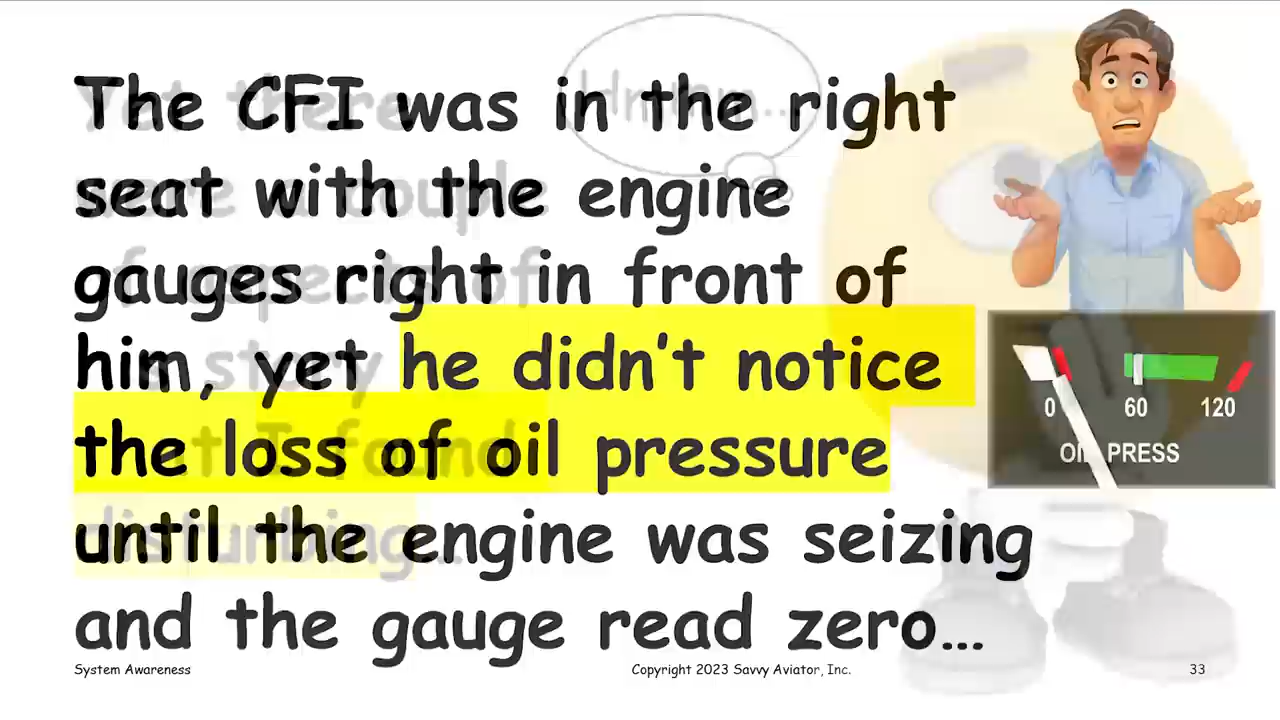 The CFI was in the right
seat with the engine
gauges right in front of
him, yet he didn't notice
the loss of oil pressure
until the engine was seizing
and the gauge read zero...
0 60 120
OIL PRESS
System Awareness
Copyright 2023 Savvy Aviator, Inc.
33